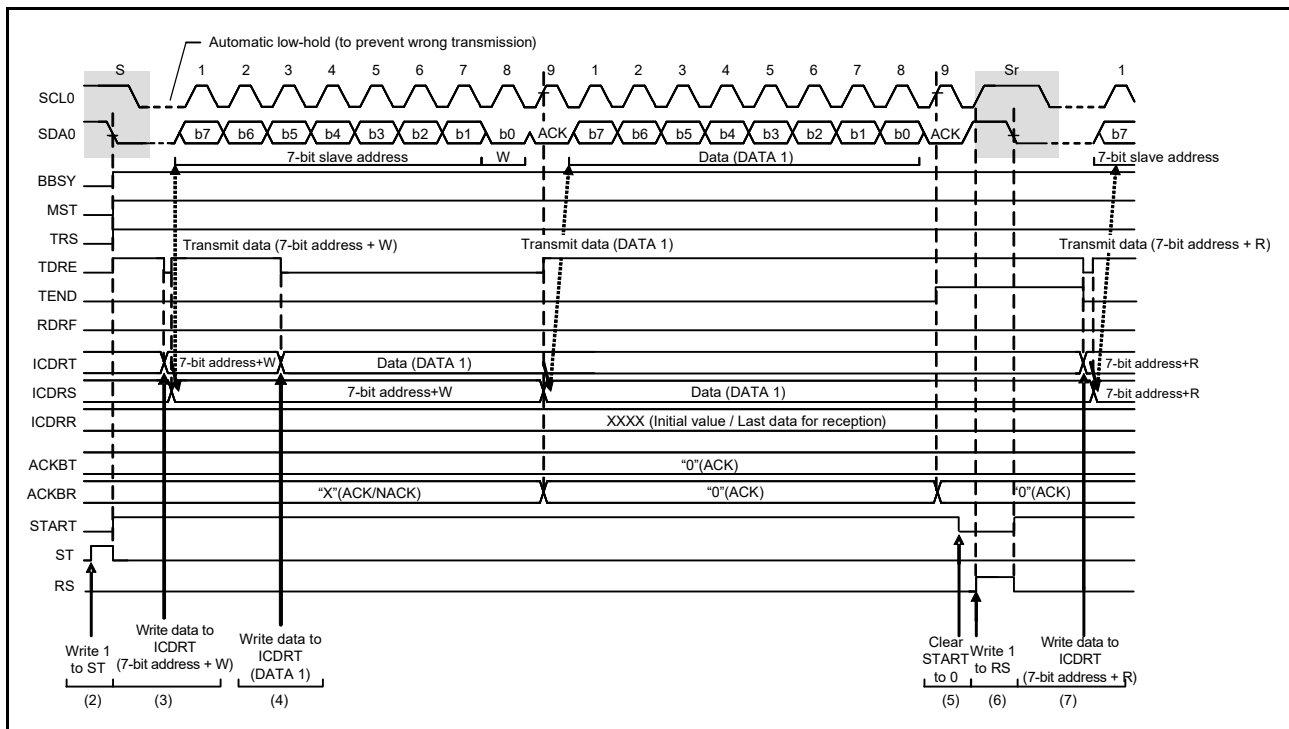 Automatic low-hold (to prevent wrong transmission)
S 1 2 3 4 5 6 7 8 9 1 2 3 4 5 6 7 8 9 Sr 1
SCL0
SDA0 b7 b6 b5 b4 b3 b2 b1 b0 ACK b7 b6 b5 b4 b3 b2 b1 b0 ACK b7
7-bit slave address W Data (DATA 1) 7-bit slave address
BBSY
MST
TRS
Transmit data (7-bit address + W) Transmit data (DATA 1) Transmit data (7-bit address + R)
TDRE
TEND
RDRF
ICDRT 7-bit address+W Data (DATA 1) 7-bit address+R
ICDRS 7-bit address+W Data (DATA 1) 7-bit address+R
ICDRR XXXX (Initial value / Last data for reception)
ACKBT “0”(ACK)
ACKBR “X”(ACK/NACK) “0”(ACK) “0”(ACK)
START
ST
RS
Write 1
to ST
Write data to
ICDRT
(7-bit address + W)
Write data to
ICDRT
(DATA 1)
Clear
START
to 0
Write 1
to RS
Write data to
ICDRT
(7-bit address + R)
(2) (3) (4) (5) (6) (7)